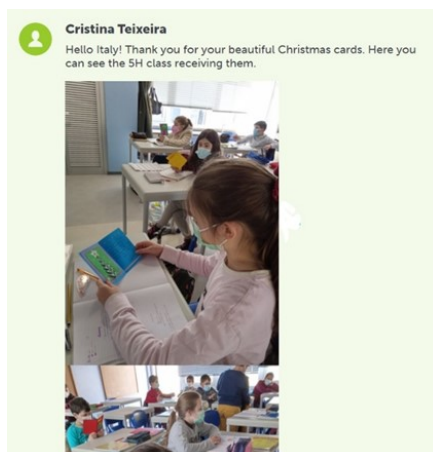 Cristina Teixeira
Hello Italy! Thank you for your beautiful Christmas cards. Here you
can see the 5H class receiving them.